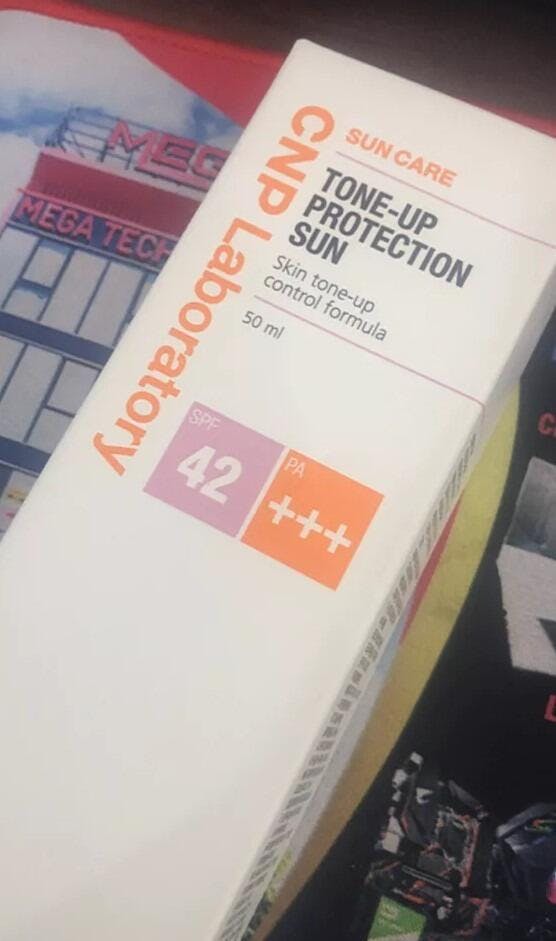 CNP Laboratory
SUN CARE
TONE-UP
PROTECTION
SUN
Skin tone-up
control formula
50 ml
SPF
42
PA
+++
MEGA TECH